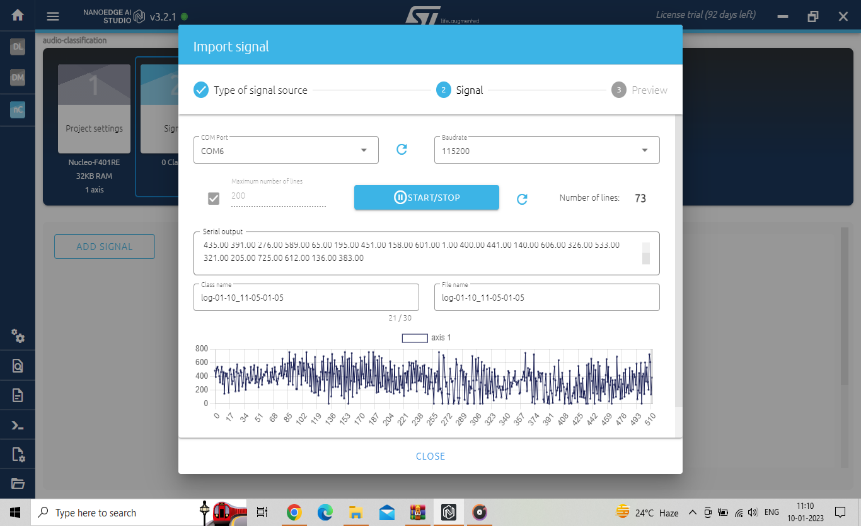 NANOEDGE AI
STUDIO v3.2.1
ST life.augmented
License trial (92 days left)
audio-classification
DL
DM
nC
1
Project settings
Nucleo-F401RE
32KB RAM
1 axis
2
Sig
0 Cla
ADD SIGNAL
Import signal
Type of signal source
2 Signal
3 Preview
COM Port
COM6
Baudrate
115200
Maximum number of lines
200
START/STOP
Number of lines: 73
Serial output
435.00 391.00 276.00 589.00 65.00 195.00 451.00 158.00 601.00 1.00 400.00 441.00 140.00 606.00 326.00 533.00
321.00 205.00 725.00 612.00 136.00 383.00
Class name
log-01-10_11-05-01-05
21 / 30
File name
log-01-10_11-05-01-05
axis 1
800
600
400
200
0
0 17 34 51 68 85 102 119 136 153 170 187 204 221 238 255 272 289 306 323 340 357 374 391 408 425 442 459 476 493 510
CLOSE
Type here to search
24°C Haze
ENG
11:10
10-01-2023